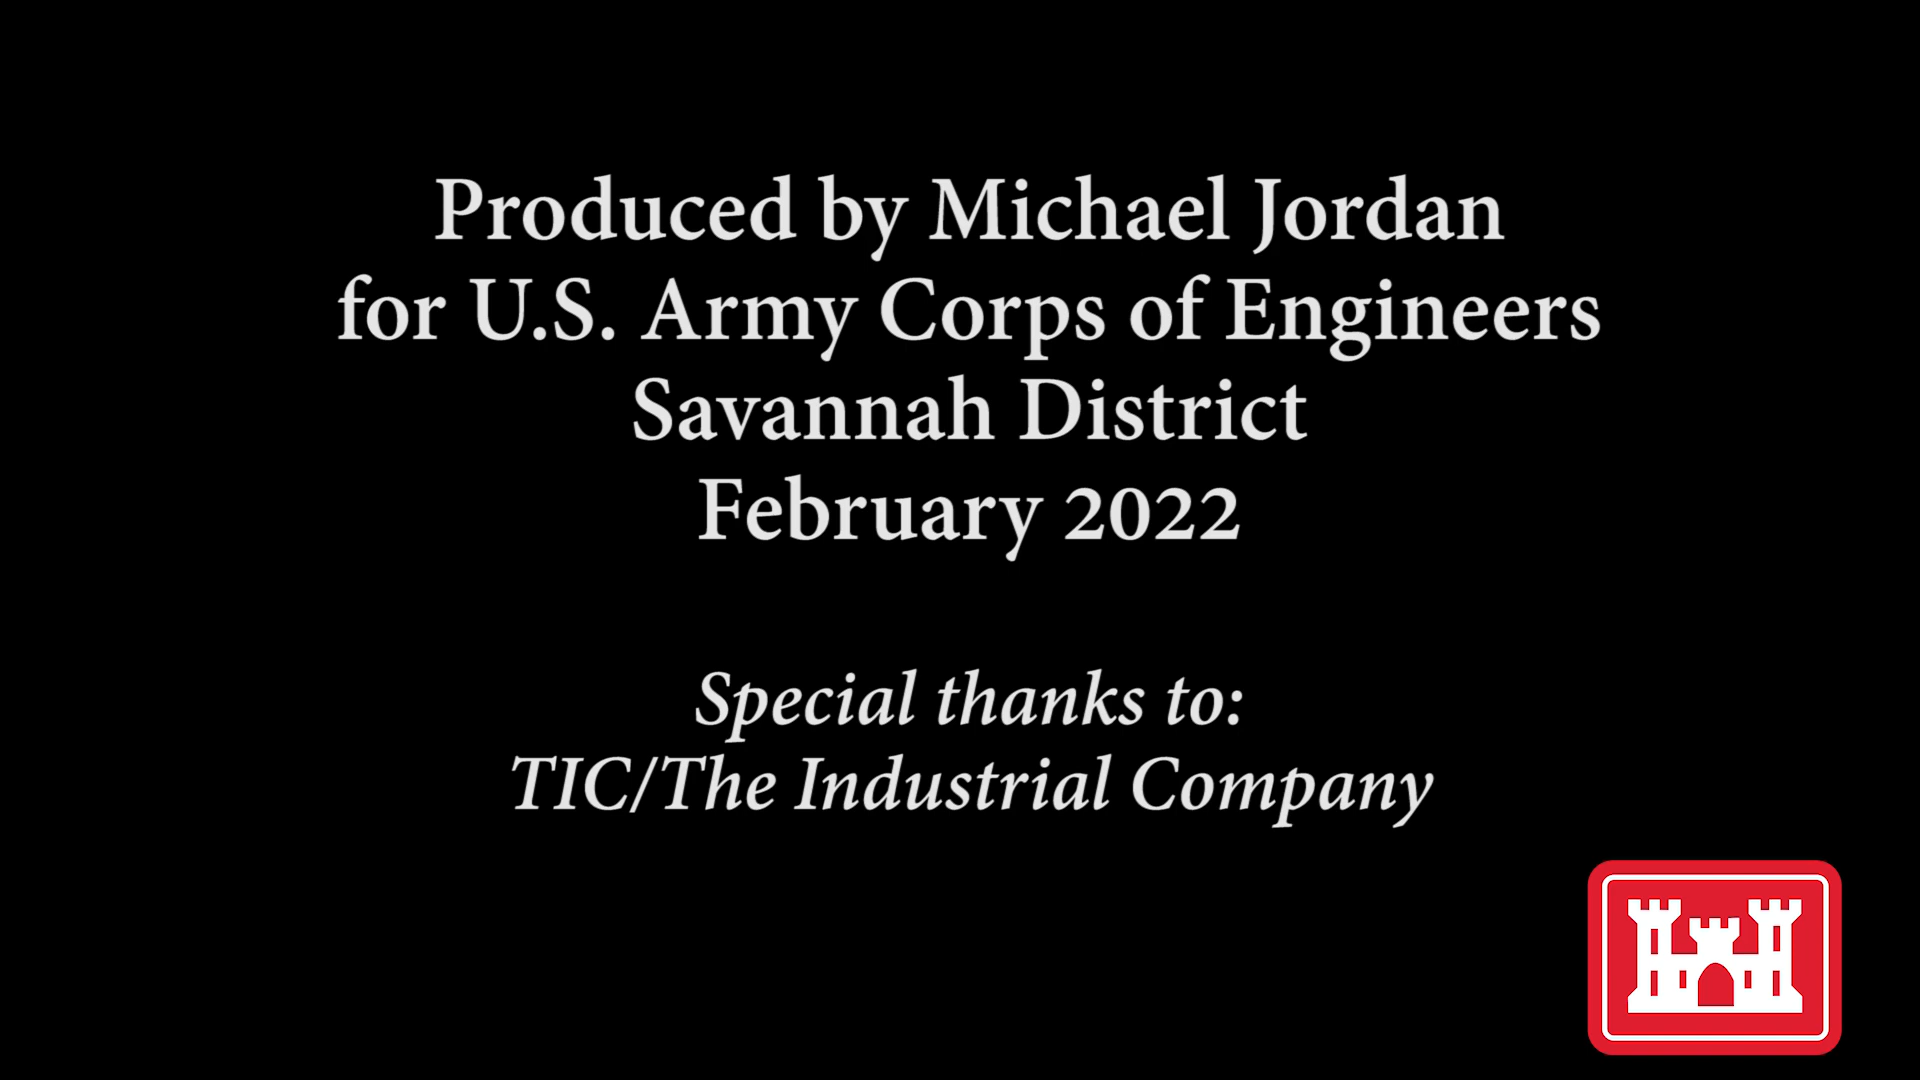 Produced by Michael Jordan
for U.S. Army Corps of Engineers
Savannah District
February 2022
Special thanks to:
TIC/The Industrial Company